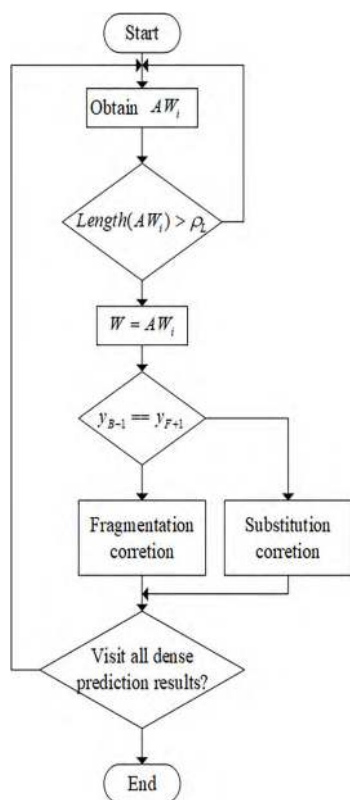 Start
Obtain AW_i
Length(AW_i) > ρ_L
W = AW_i
y_{B-1} == y_{F+1}
Fragmentation
corretion
Substitution
corretion
Visit all dense
prediction results?
End